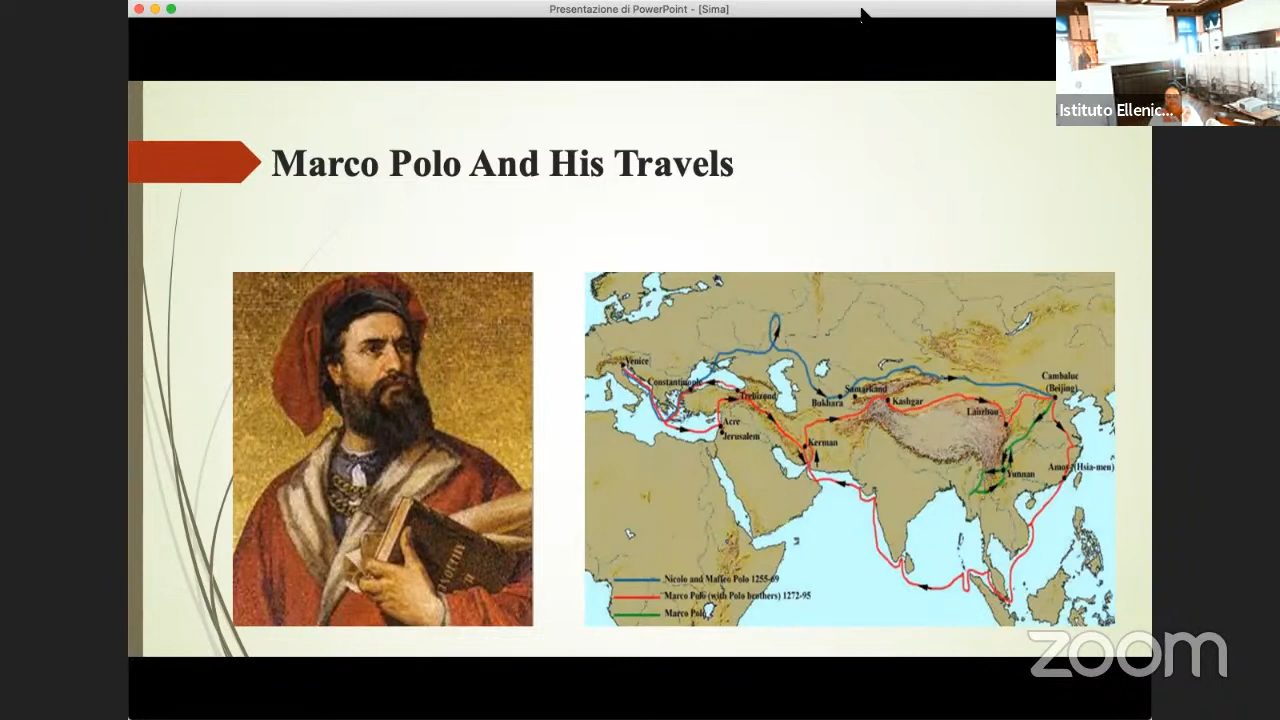 Presentazione di PowerPoint - [Sima]
Istituto Ellenic...
Marco Polo And His Travels
Venice
Constantinople
Trebizond
Bukhara
Samarkand
Kashgar
Lanzhou
Cambaluc
(Beijing)
Acre
Jerusalem
Kerman
Yunnan
Amoy (Hsia-men)
Nicolo and Maffeo Polo 1255-69
Marco Polo (with Polo brothers) 1272-95
Marco Polo
zoom